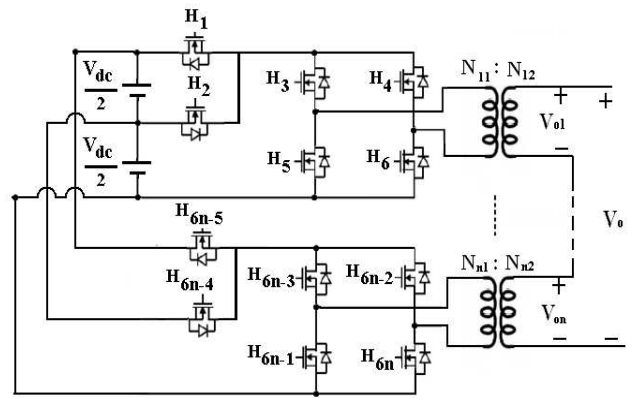 H1
Vdc
2
H2
H3
H4
N11 : N12
+
+
Vo1
Vdc
2
H5
H6
−
H6n-5
Vo
H6n-4
H6n-3
H6n-2
Nn1 : Nn2
+
Von
H6n-1
H6n
−
−